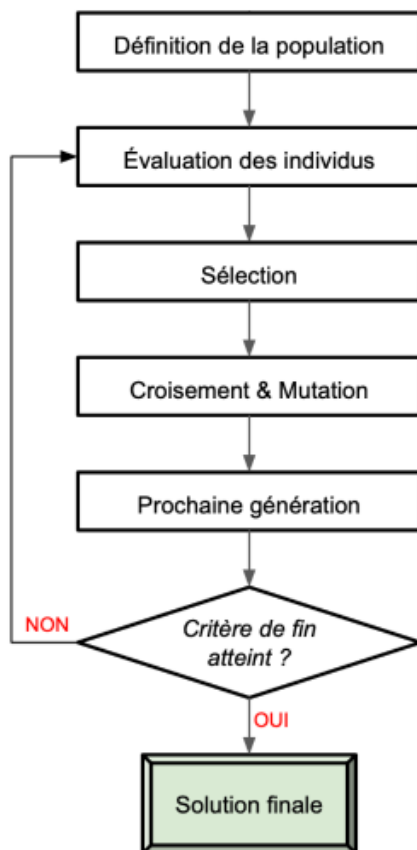 Définition de la population
Évaluation des individus
Sélection
Croisement & Mutation
Prochaine génération
Critère de fin
atteint ?
NON
OUI
Solution finale